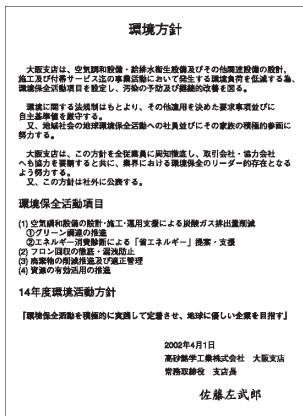 環境方針
大阪支店は、空気調和設備・給排水衛生設備及びその他関連設備の設計，
施工及び付帯サービス迄の事業活動において発生する環境負荷を低減する為、
環境保全活動項目を設定し、汚染の予防及び継続的改善を図る。
環境に関する法規制はもとより、その他適用を決めた要求事項並びに
自主基準値を厳守する。
又、地域社会の地球環境保全活動への社員並びにその家族の積極的参画に
努力する。
大阪支店は、この方針を全従業員に周知徹底し、取引会社・協力会社
へも協力を要請すると共に、業界における環境保全のリーダー的存在となる
よう努力する。
又、この方針は社外に公表する。
環境保全活動項目
(1) 空気調和設備の設計・施工・運用支援による炭酸ガス排出量削減
①グリーン調達の推進
②エネルギー消費診断による「省エネルギー」提案・支援
(2) フロン回収の徹底・漏洩防止
(3) 廃棄物の削減推進及び適正管理
(4) 資源の有効活用の推進
14年度環境活動方針
『環境保全活動を積極的に実践して定着させ、地球に優しい企業を目指す』
2002年4月1日
高砂熱学工業株式会社　大阪支店
常務取締役　支店長
佐藤左武郎